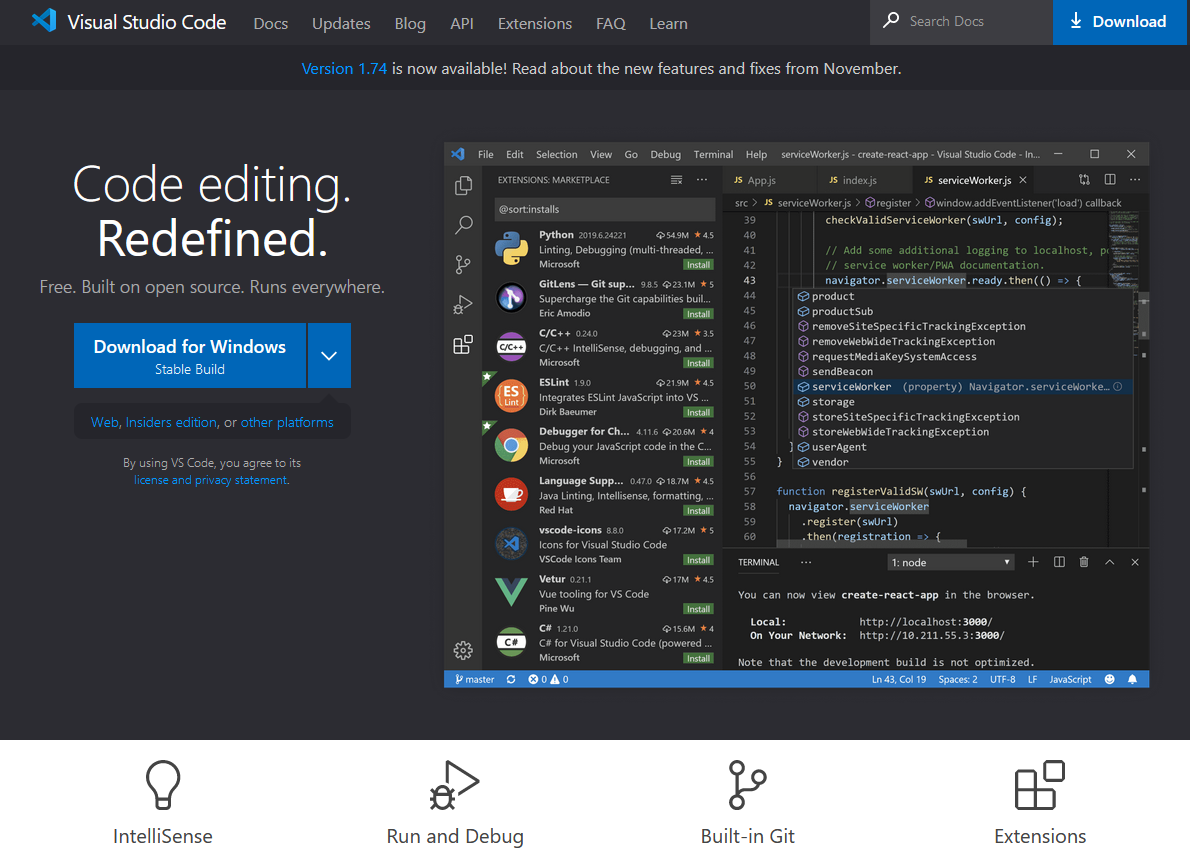 Visual Studio Code Docs Updates Blog API Extensions FAQ Learn Search Docs Download
Version 1.74 is now available! Read about the new features and fixes from November.
Code editing.
Redefined.
Free. Built on open source. Runs everywhere.
Download for Windows
Stable Build
Web, Insiders edition, or other platforms
By using VS Code, you agree to its
license and privacy statement.
File Edit Selection View Go Debug Terminal Help serviceWorker.js - create-react-app - Visual Studio Code - In...
EXTENSIONS: MARKETPLACE
@sort:installs
Python 2019.6.24221 54.9M 4.5
Linting, Debugging (multi-threaded, ...
Microsoft Install
GitLens — Git sup... 9.8.5 23.1M 5
Supercharge the Git capabilities buil...
Eric Amodio Install
C/C++
C/C++ 0.24.0 23M 3.5
C/C++ IntelliSense, debugging, and ...
Microsoft Install
ES
Lint
ESLint 1.9.0 21.9M 4.5
Integrates ESLint JavaScript into VS ...
Dirk Baeumer Install
Debugger for Ch... 4.11.6 20.6M 4
Debug your JavaScript code in the C...
Microsoft Install
Language Supp... 0.47.0 18.7M 4.5
Java Linting, Intellisense, formatting, ...
Red Hat Install
vscode-icons 8.8.0 17.2M 5
Icons for Visual Studio Code
VSCode Icons Team Install
Vetur 0.21.1 17M 4.5
Vue tooling for VS Code
Pine Wu Install
C#
C# 1.21.0 15.6M 4
C# for Visual Studio Code (powered ...
Microsoft Install
JS App.js JS index.js JS serviceWorker.js
src > JS serviceWorker.js > register > window.addEventListener('load') callback
39 checkValidServiceWorker(swUrl, config);
40
41 // Add some additional logging to localhost, po
42 // service worker/PWA documentation.
43 navigator.serviceWorker.ready.then(() => {
44 product
45 productSub
46 removeSiteSpecificTrackingException
47 removeWebWideTrackingException
48 requestMediaKeySystemAccess
49 sendBeacon
50 serviceWorker (property) Navigator.serviceWorke...
51 storage
52 storeSiteSpecificTrackingException
53 storeWebWideTrackingException
54 } userAgent
55 } vendor
56
57 function registerValidSW(swUrl, config) {
58 navigator.serviceWorker
59 .register(swUrl)
60 .then(registration => {
TERMINAL ... 1: node
You can now view create-react-app in the browser.
Local: http://localhost:3000/
On Your Network: http://10.211.55.3:3000/
Note that the development build is not optimized.
master 0 0 Ln 43, Col 19 Spaces: 2 UTF-8 LF JavaScript
IntelliSense Run and Debug Built-in Git Extensions